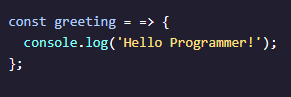 const greeting = => {
  console.log('Hello Programmer!');
};